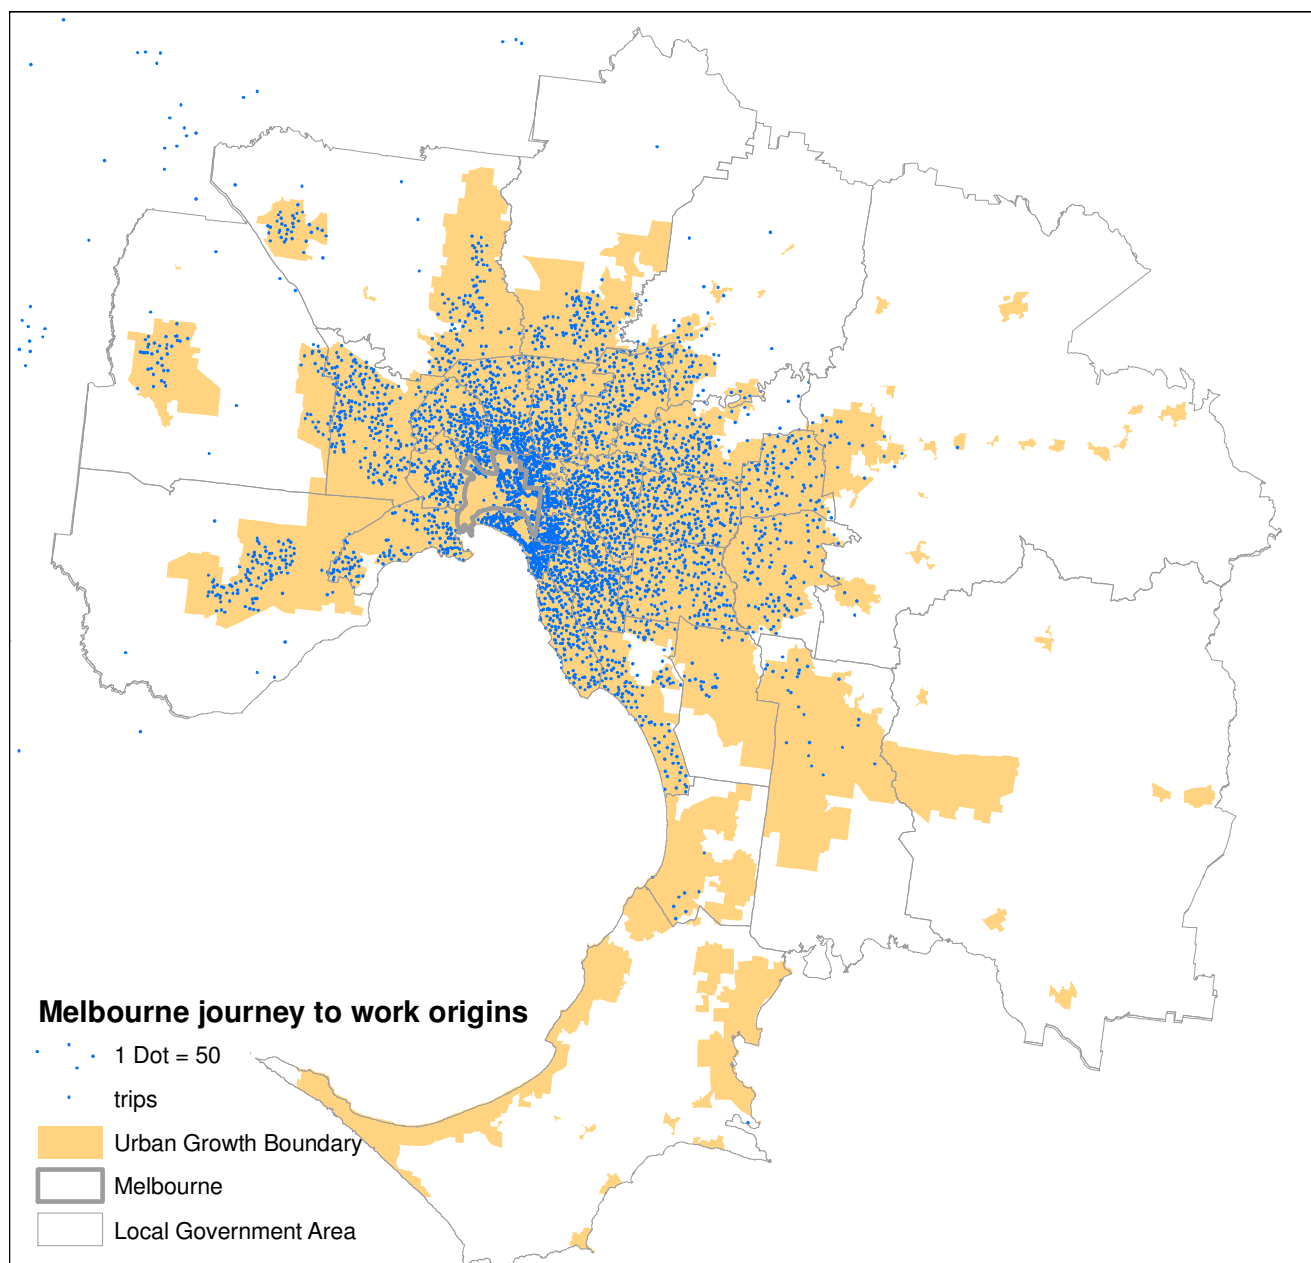 Melbourne journey to work origins
1 Dot = 50
trips
Urban Growth Boundary
Melbourne
Local Government Area